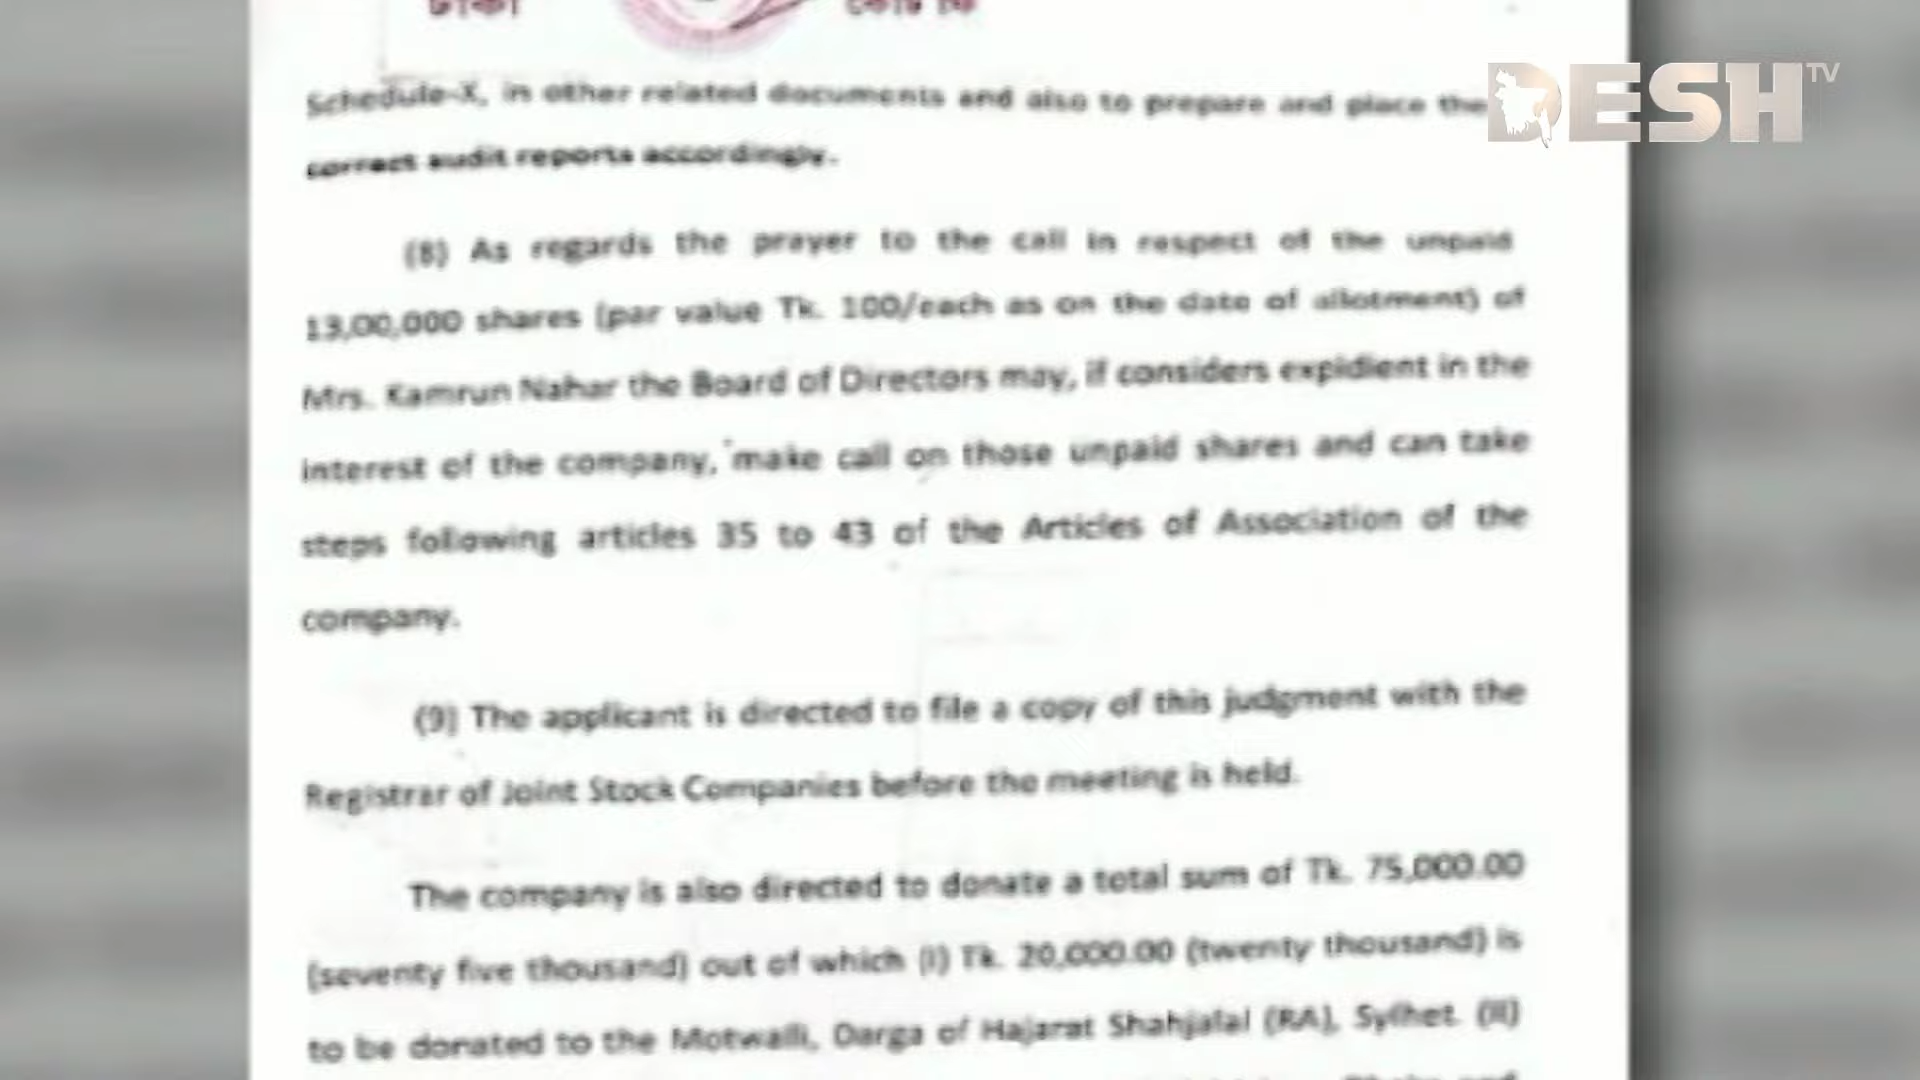 DESH TV
Schedule-X, in other related documents and also to prepare and place the
correct audit reports accordingly.
(8) As regards the prayer to the call in respect of the unpaid
13,00,000 shares (par value Tk. 100/each as on the date of allotment) of
Mrs. Kamrun Nahar the Board of Directors may, if considers expidient in the
interest of the company, make call on those unpaid shares and can take
steps following articles 35 to 43 of the Articles of Association of the
company.
(9) The applicant is directed to file a copy of this judgment with the
Registrar of Joint Stock Companies before the meeting is held.
The company is also directed to donate a total sum of Tk. 75,000.00
(seventy five thousand) out of which (i) Tk. 20,000.00 (twenty thousand) is
to be donated to the Motwalli, Darga of Hajarat Shahjalal (RA), Sylhet. (ii)